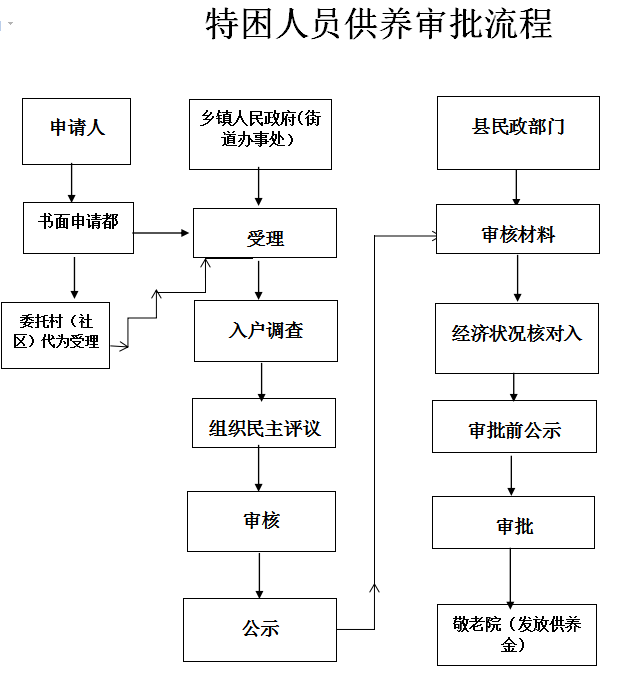 特困人员供养审批流程
申请人
书面申请都
委托村（社
区）代为受理
乡镇人民政府(街
道办事处）
受理
入户调查
组织民主评议
审核
公示
县民政部门
审核材料
经济状况核对入
审批前公示
审批
敬老院（发放供养
金）